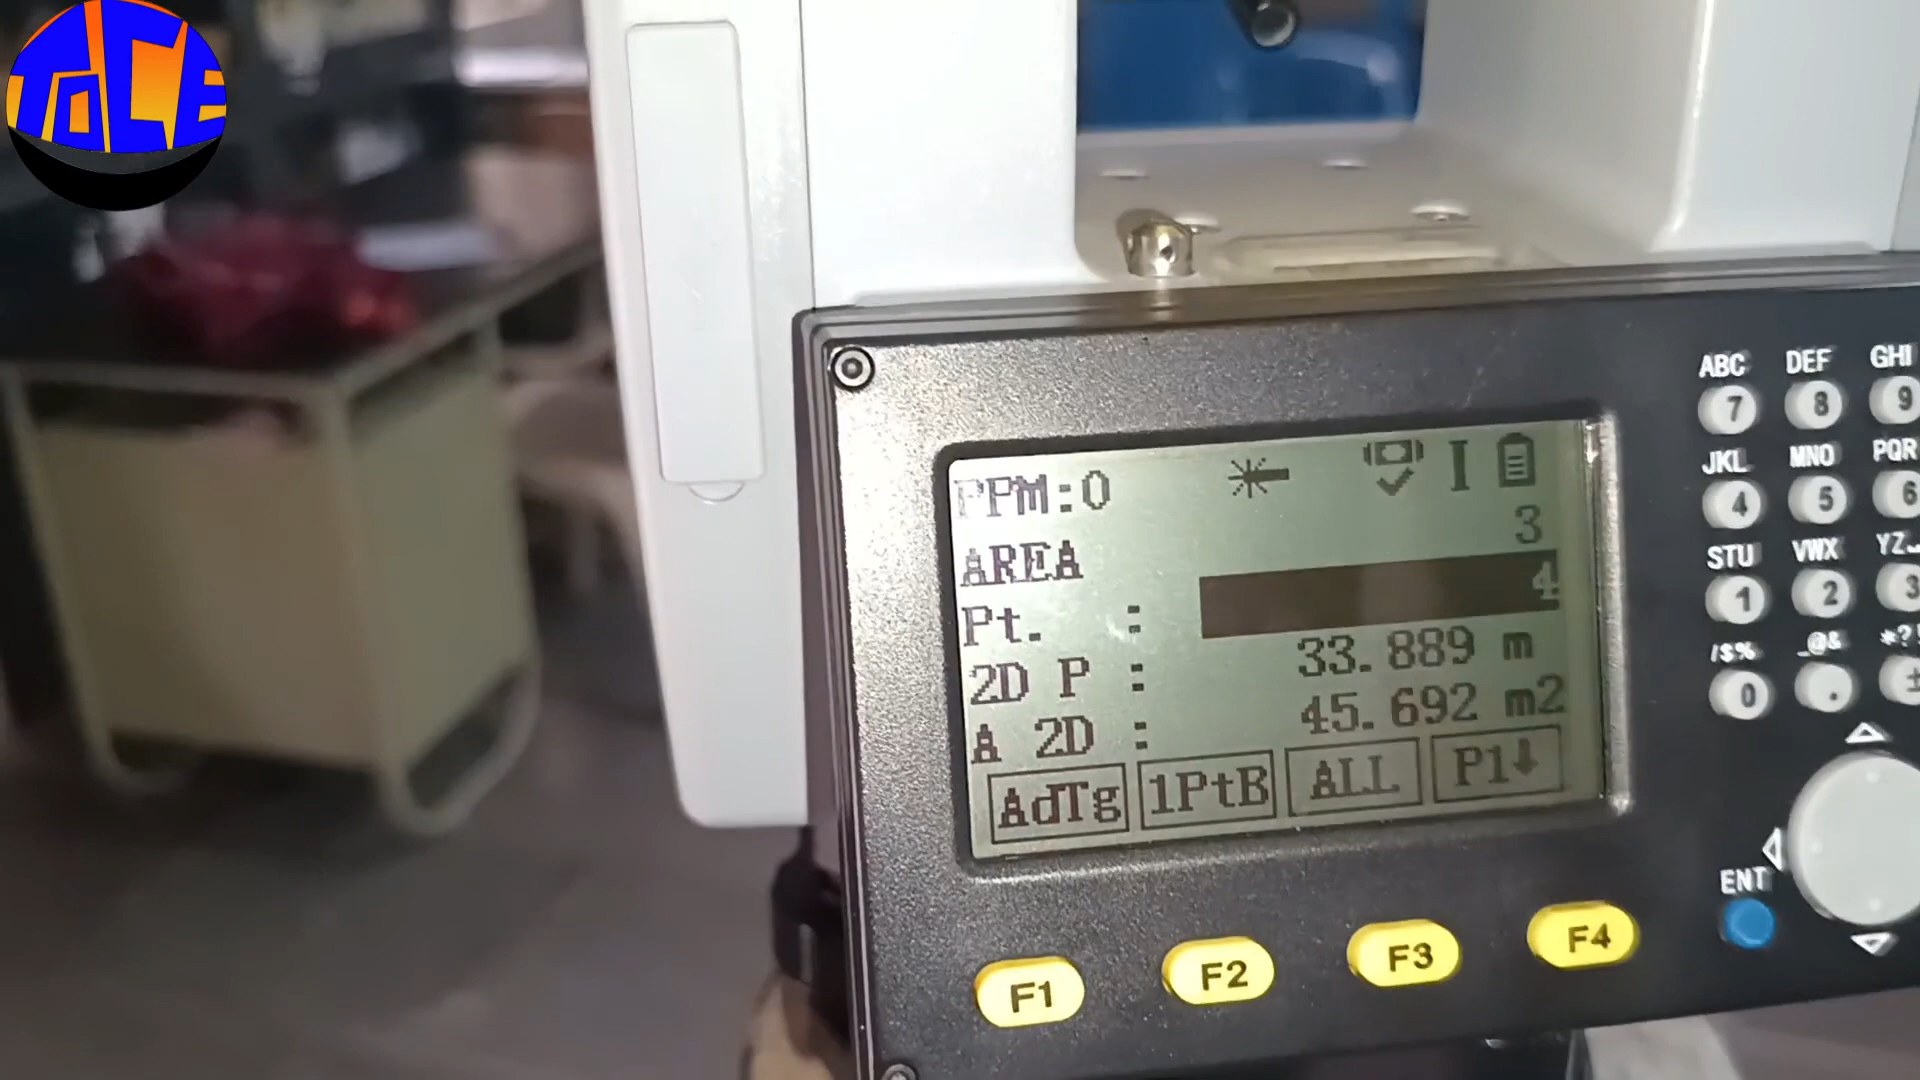 TdCE
PPM:0
3
AREA
Pt. : 4
2D P : 33.889 m
A 2D : 45.692 m2
AdTg 1PtB ALL P1↓
F1 F2 F3 F4
ABC DEF GHI
7 8 9
JKL MNO PQR
4 5 6
STU VWX YZ
1 2 3
/$% _@& *?!
0 . ±
ENT